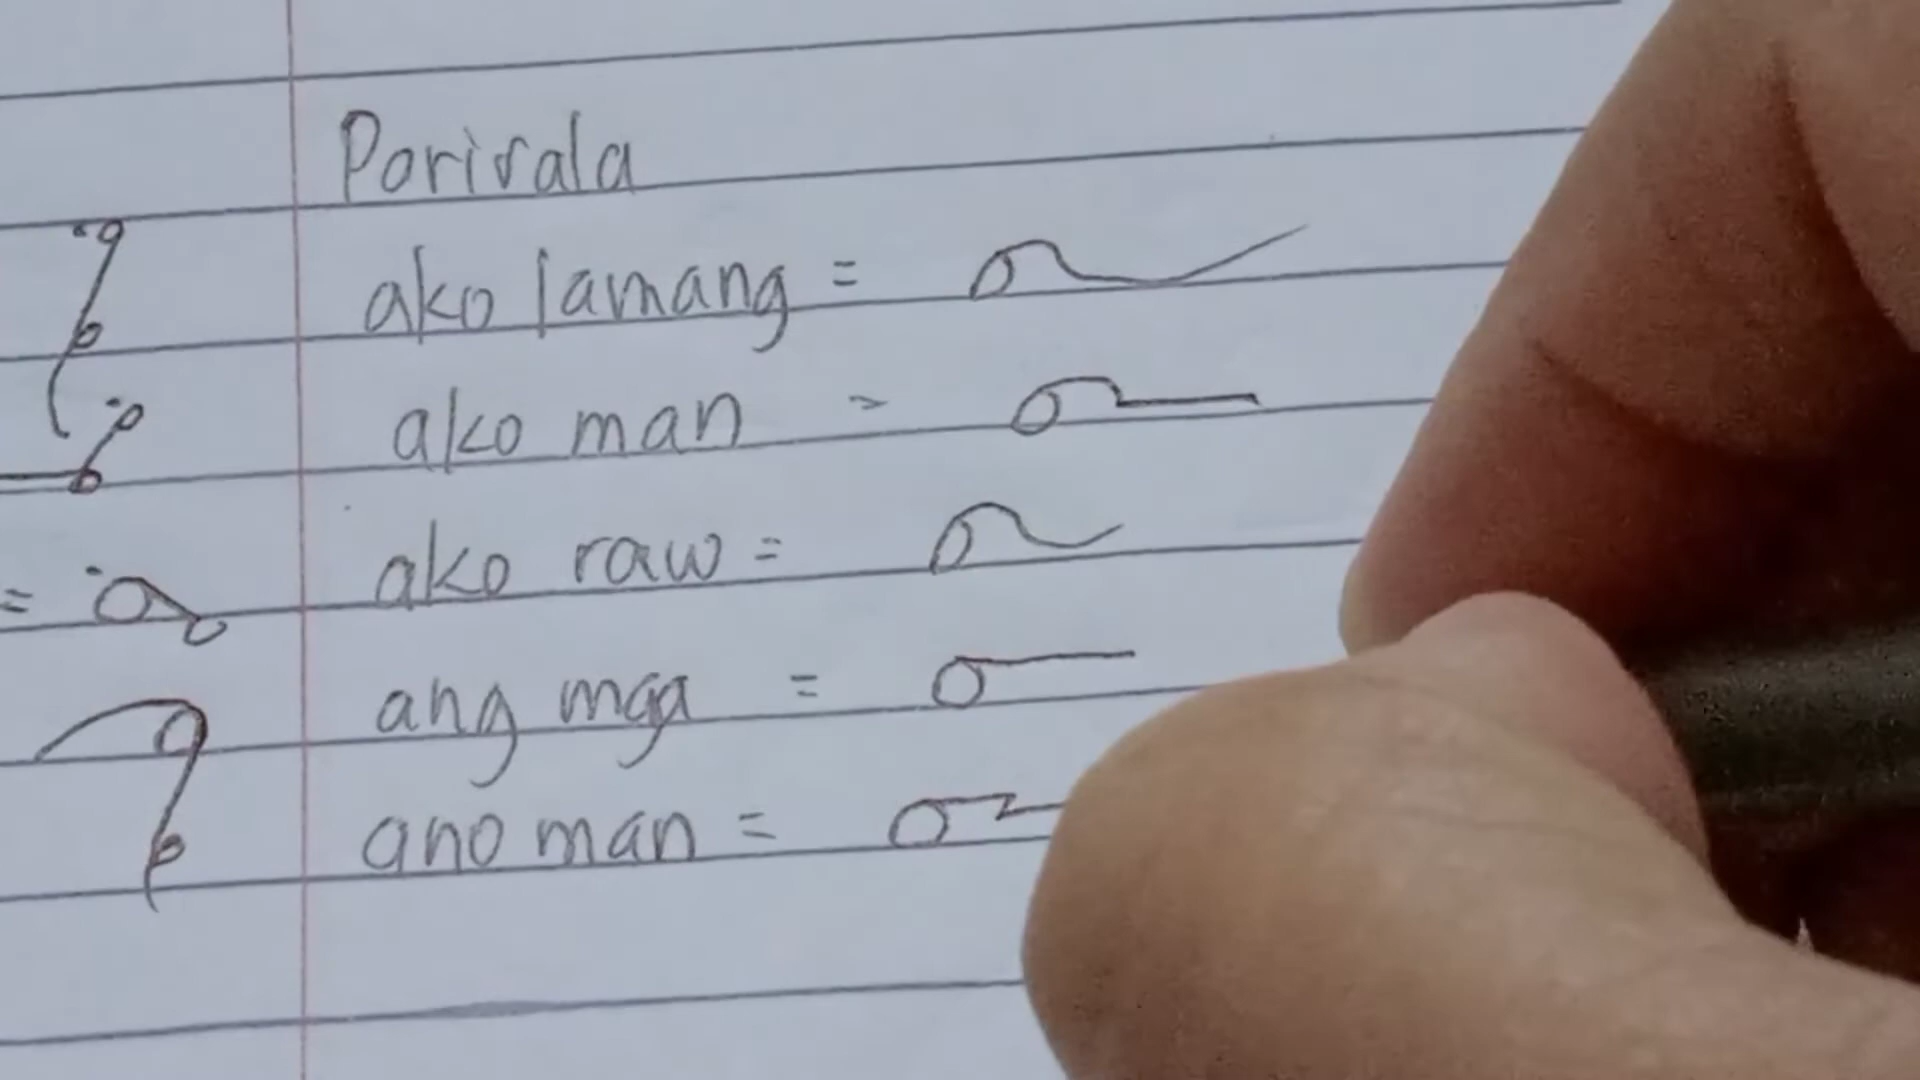 Parirala
ako lamang =
ako man =
ako raw =
ang mga =
ano man =